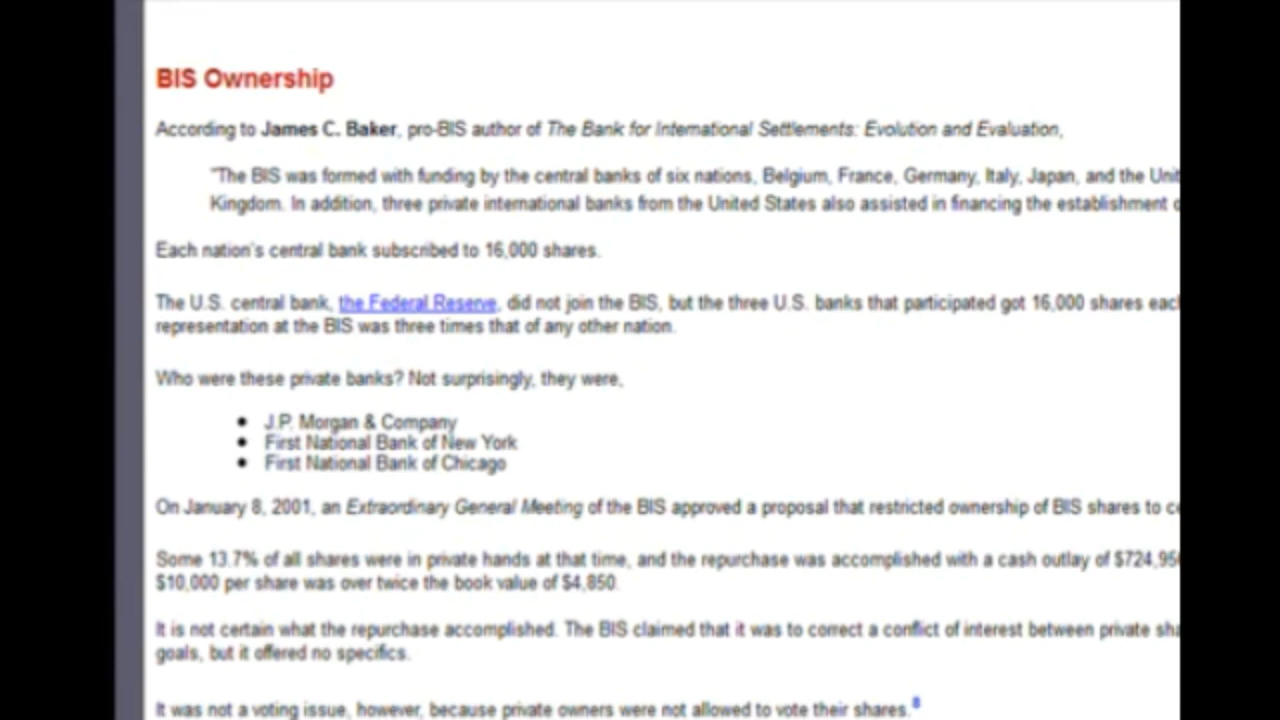 BIS Ownership
According to James C. Baker, pro-BIS author of The Bank for International Settlements: Evolution and Evaluation,
"The BIS was formed with funding by the central banks of six nations, Belgium, France, Germany, Italy, Japan, and the Unit
Kingdom. In addition, three private international banks from the United States also assisted in financing the establishment
Each nation's central bank subscribed to 16,000 shares.
The U.S. central bank, the Federal Reserve, did not join the BIS, but the three U.S. banks that participated got 16,000 shares eac
representation at the BIS was three times that of any other nation.
Who were these private banks? Not surprisingly, they were,
• J.P. Morgan & Company
• First National Bank of New York
• First National Bank of Chicago
On January 8, 2001, an Extraordinary General Meeting of the BIS approved a proposal that restricted ownership of BIS shares to c
Some 13.7% of all shares were in private hands at that time, and the repurchase was accomplished with a cash outlay of $724,95
$10,000 per share was over twice the book value of $4,850.
It is not certain what the repurchase accomplished. The BIS claimed that it was to correct a conflict of interest between private sha
goals, but it offered no specifics.
It was not a voting issue, however, because private owners were not allowed to vote their shares.8